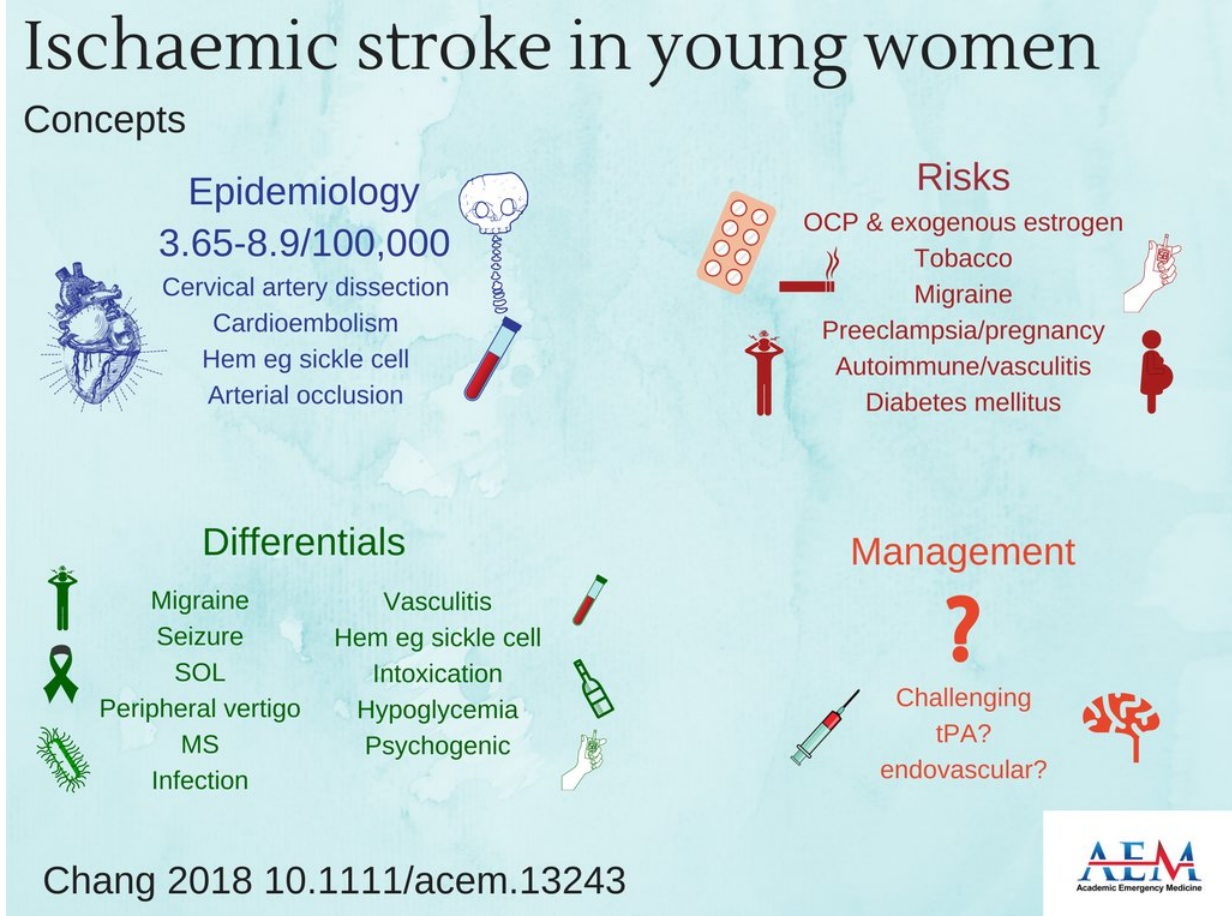 Ischaemic stroke in young women
Concepts
Epidemiology
3.65-8.9/100,000
Cervical artery dissection
Cardioembolism
Hem eg sickle cell
Arterial occlusion
Risks
OCP & exogenous estrogen
Tobacco
Migraine
Preeclampsia/pregnancy
Autoimmune/vasculitis
Diabetes mellitus
Differentials
Migraine
Seizure
SOL
Peripheral vertigo
MS
Infection
Vasculitis
Hem eg sickle cell
Intoxication
Hypoglycemia
Psychogenic
Management
?
Challenging
tPA?
endovascular?
Chang 2018 10.1111/acem.13243
AEM
Academic Emergency Medicine